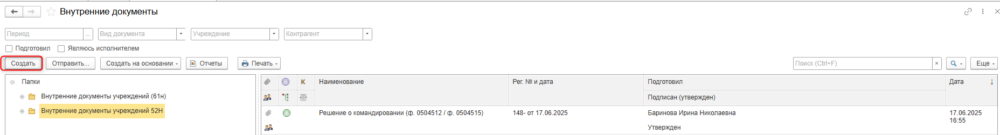 Внутренние документы
Период ... Вид документа Учреждение Контрагент
Подготовил Являюсь исполнителем
Создать Отправить... Создать на основании Отчеты Печать Поиск (Ctrl+F) × Еще
Папки
Внутренние документы учреждений (61н)
Внутренние документы учреждений 52Н
К Наименование Рег. № и дата Подготовил Дата ↓
Подписан (утвержден)
Решение о командировании (ф. 0504512 / ф. 0504515) 148- от 17.06.2025 Баринова Ирина Николаевна 17.06.2025
16:55
Утвержден